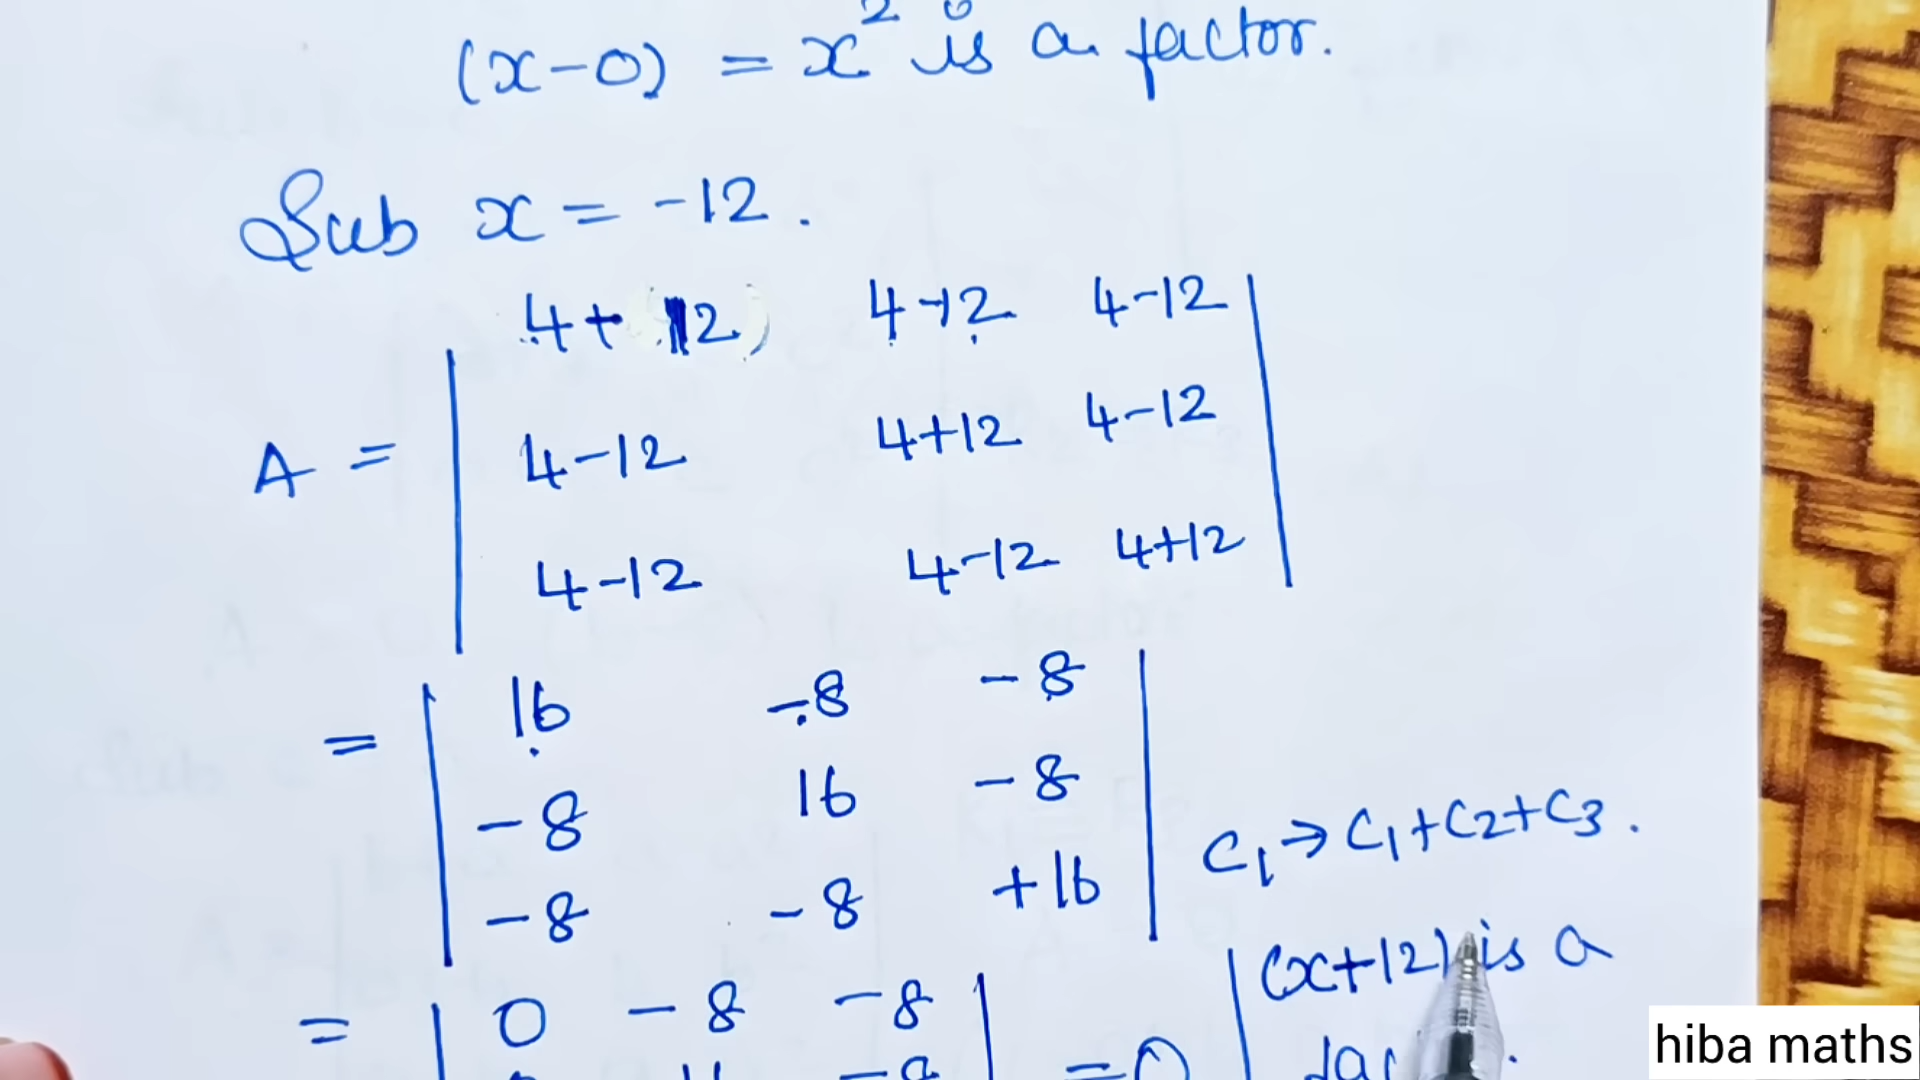 (x-0) = x² is a factor.
Sub x = -12.
4+ 12) 4-12 4-12
A = 4-12 4+12 4-12
4-12 4-12 4+12
= 16 -8 -8
-8 16 -8
C₁→C₁+C₂+C₃.
-8 -8 +16
(x+12) is a
= 0 -8 -8
= 0
hiba maths